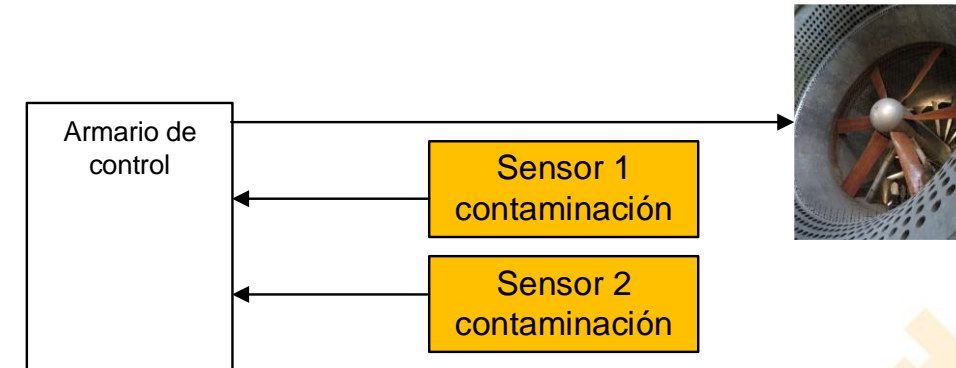 Armario de
control
Sensor 1
contaminación
Sensor 2
contaminación